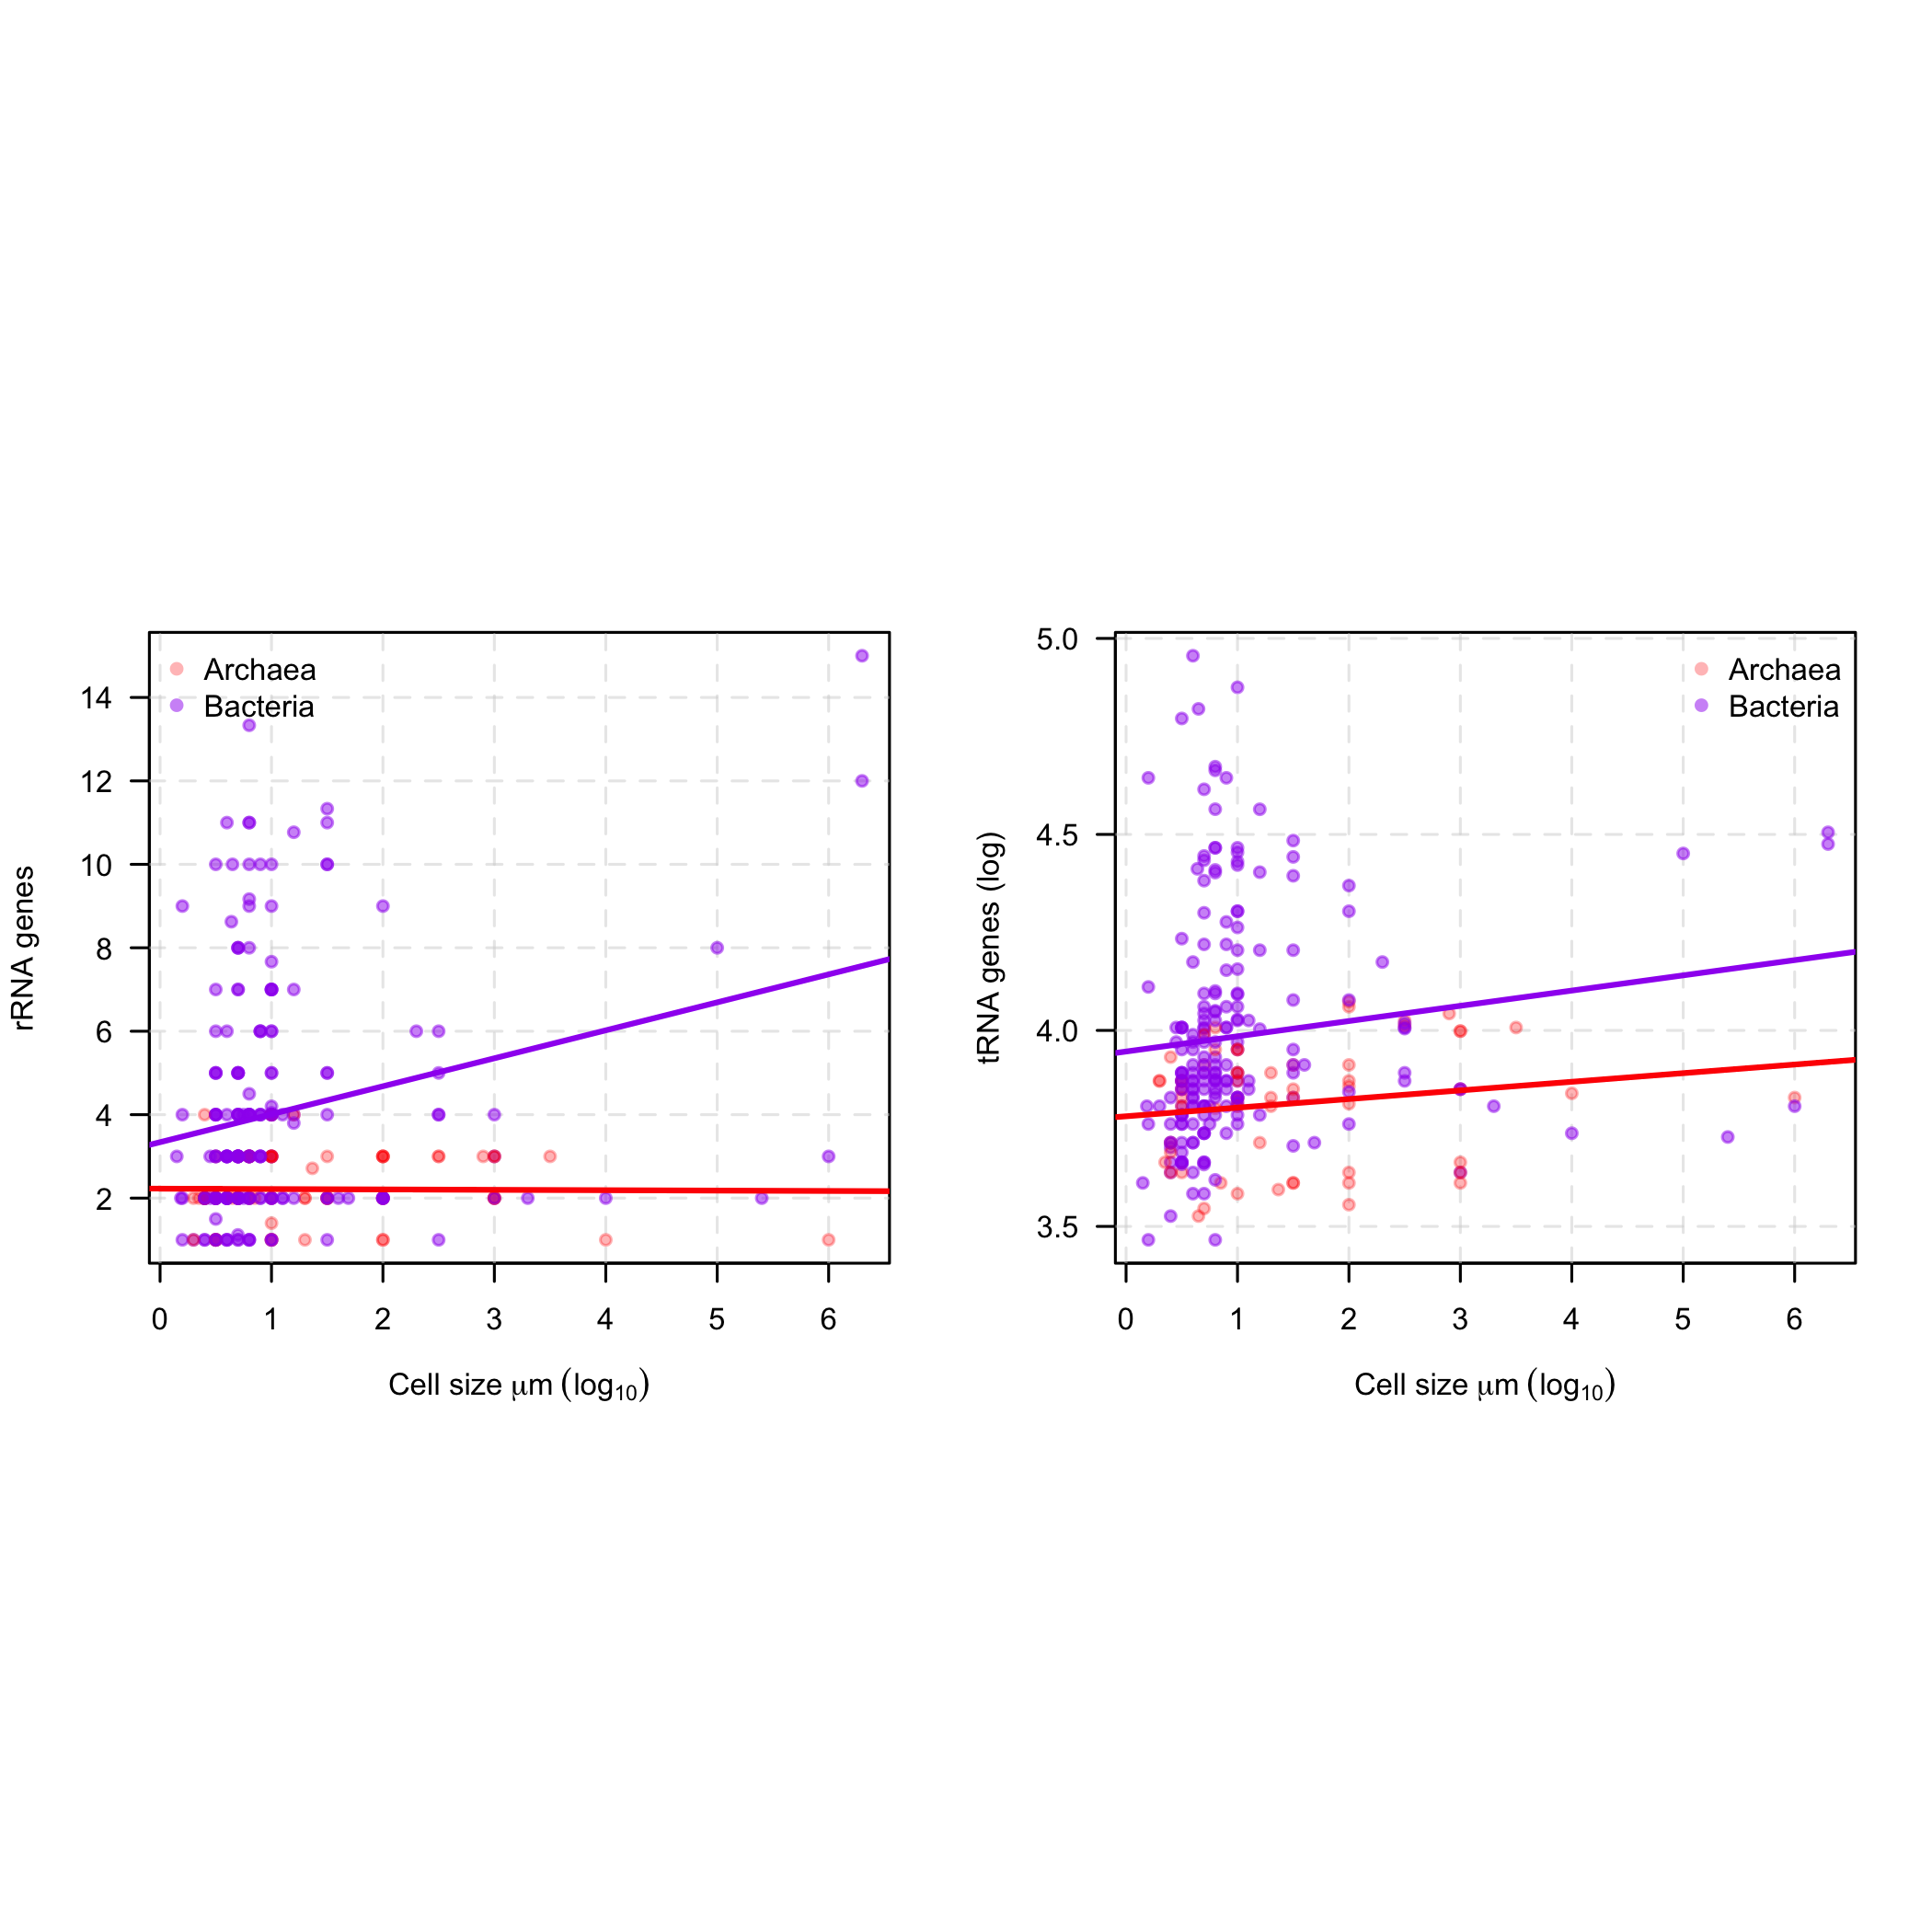 rRNA genes
14
12
10
8
6
4
2
Archaea
Bacteria
0 1 2 3 4 5 6
Cell size μm (log10)
tRNA genes (log)
5.0
4.5
4.0
3.5
Archaea
Bacteria
0 1 2 3 4 5 6
Cell size μm (log10)